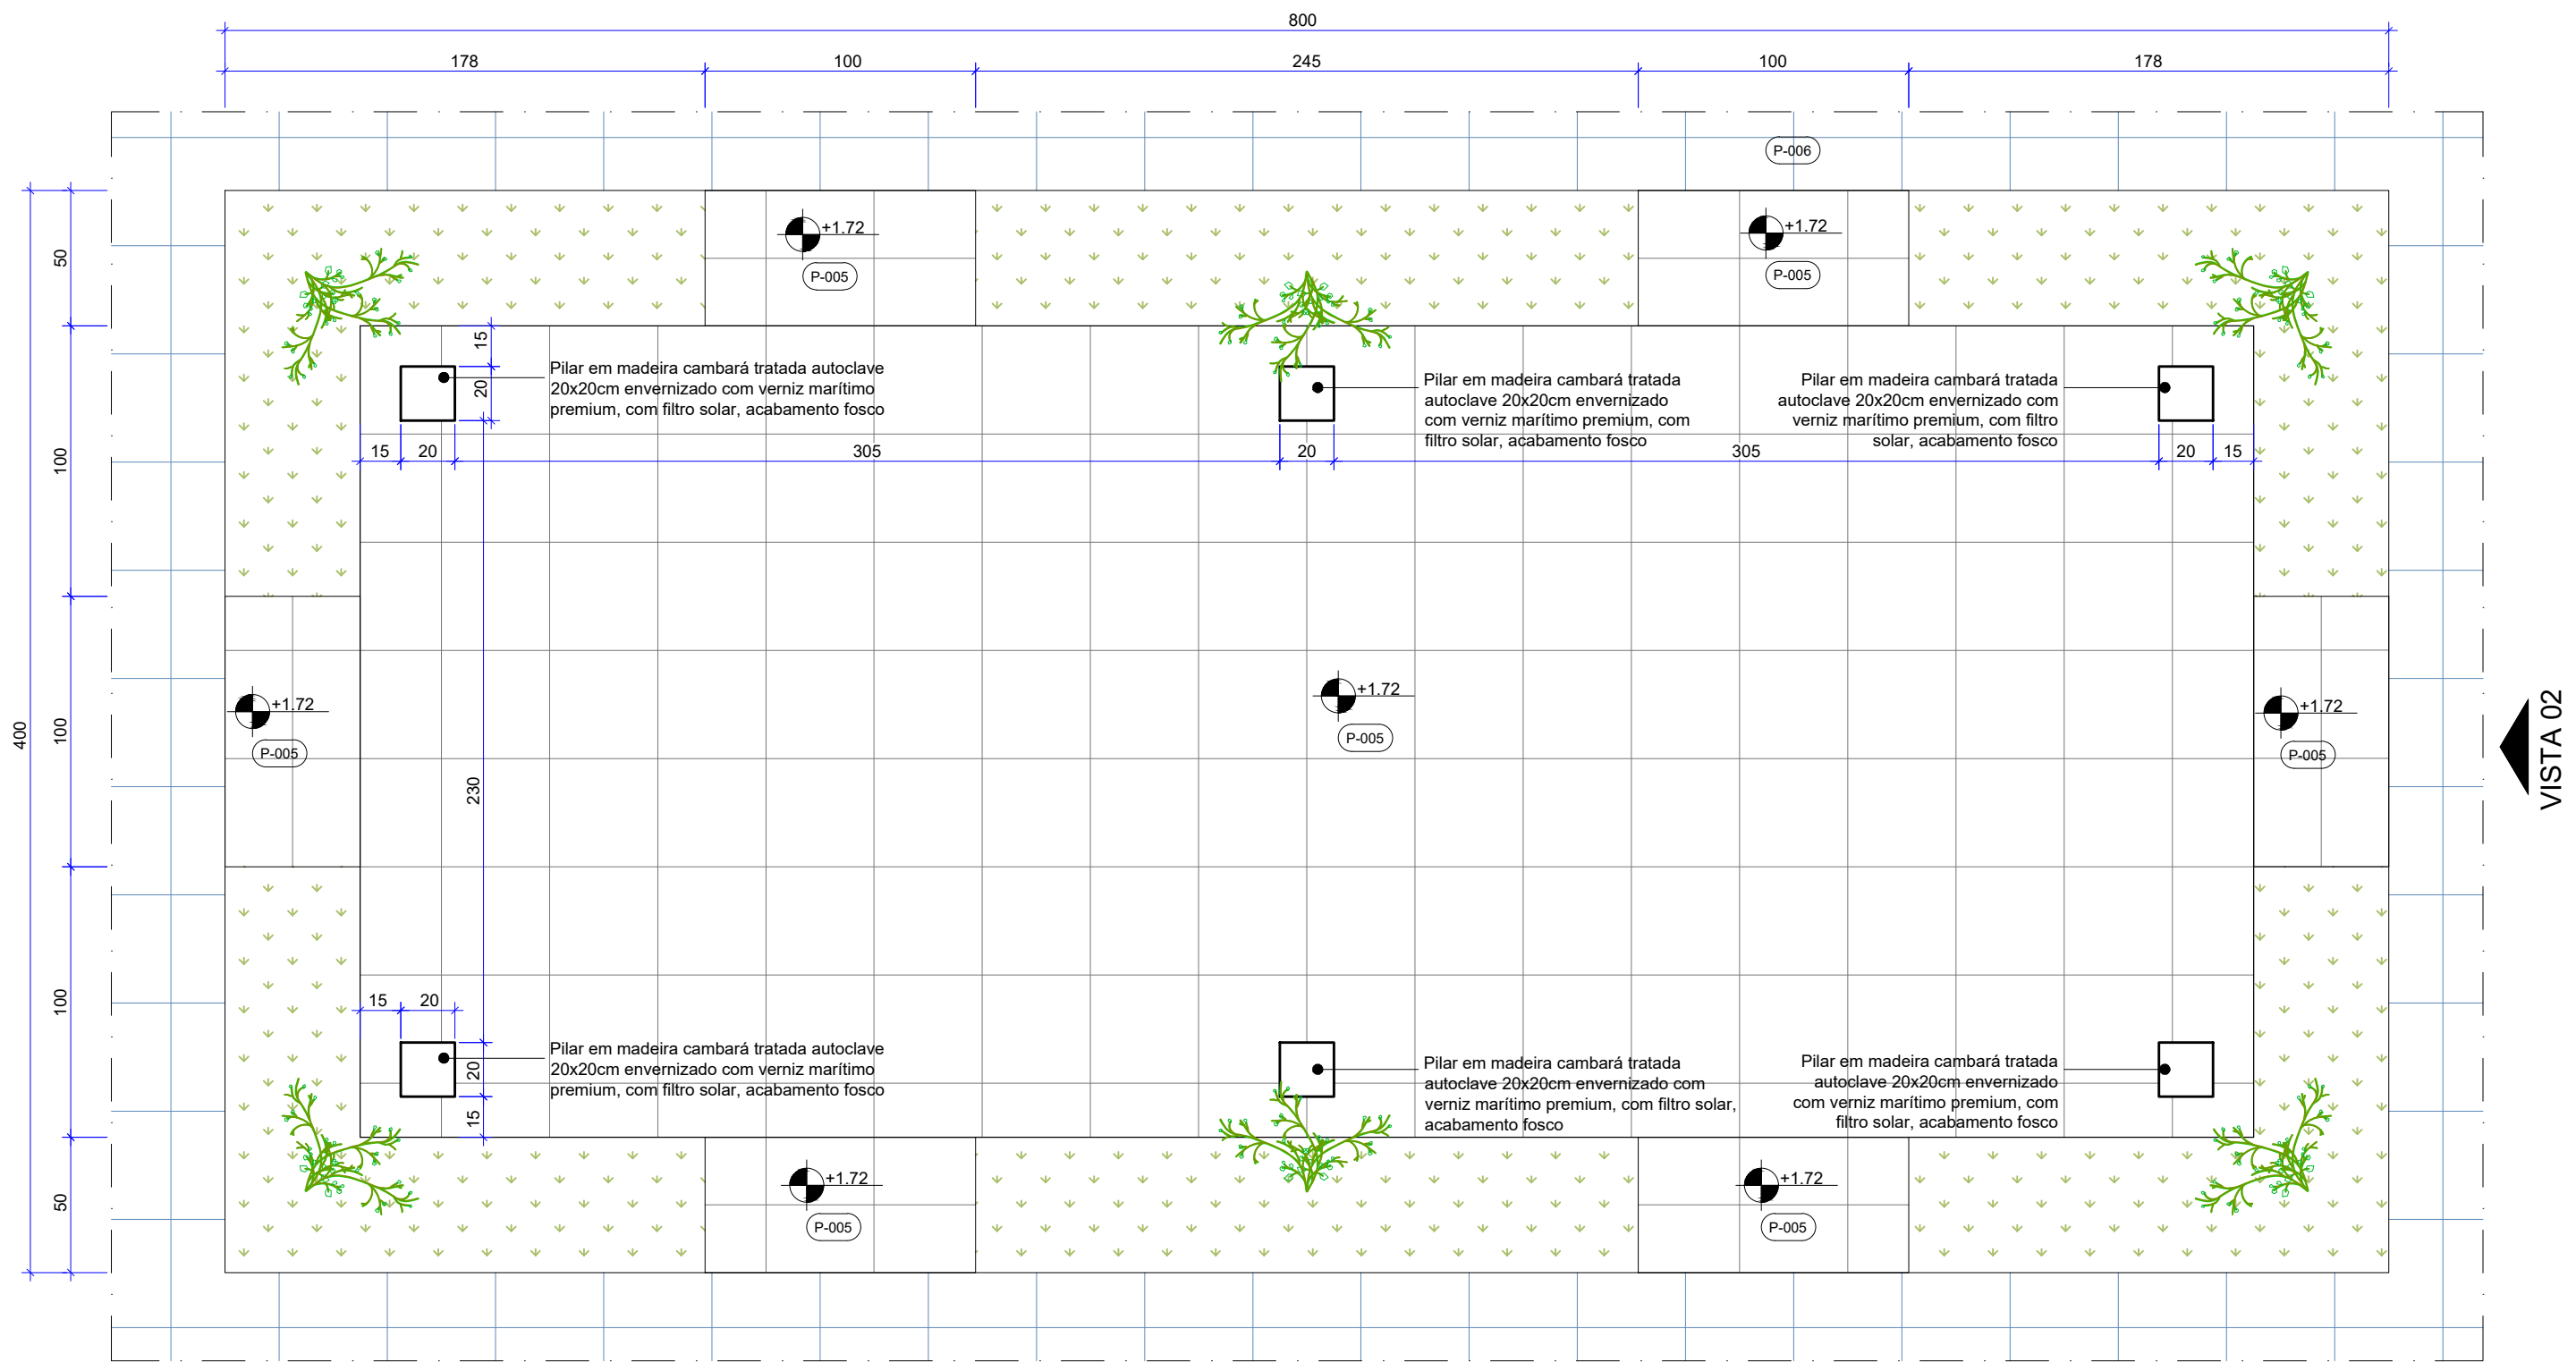 800
178
100
245
100
178
P-006
+1.72
+1.72
P-005
P-005
50
100
100
100
50
400
15
20
Pilar em madeira cambará tratada autoclave
20x20cm envernizado com verniz marítimo
premium, com filtro solar, acabamento fosco
Pilar em madeira cambará tratada
autoclave 20x20cm envernizado
com verniz marítimo premium, com
filtro solar, acabamento fosco
Pilar em madeira cambará tratada
autoclave 20x20cm envernizado com
verniz marítimo premium, com filtro
solar, acabamento fosco
15
20
305
20
305
20
15
+1.72
P-005
230
+1.72
P-005
+1.72
P-005
VISTA 02
15
20
20
15
Pilar em madeira cambará tratada autoclave
20x20cm envernizado com verniz marítimo
premium, com filtro solar, acabamento fosco
Pilar em madeira cambará tratada
autoclave 20x20cm envernizado com
verniz marítimo premium, com filtro solar,
acabamento fosco
Pilar em madeira cambará tratada
autoclave 20x20cm envernizado
com verniz marítimo premium, com
filtro solar, acabamento fosco
+1.72
P-005
+1.72
P-005